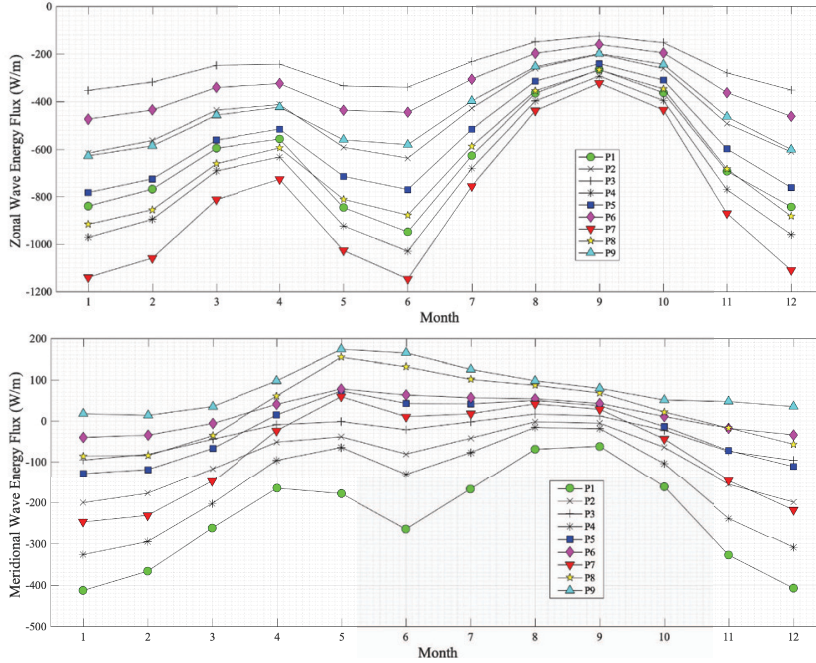 0
-200
-400
-600
-800
-1000
-1200
Zonal Wave Energy Flux (W/m)
P1
P2
P3
P4
P5
P6
P7
P8
P9
1 2 3 4 5 6 7 8 9 10 11 12
Month
200
100
0
-100
-200
-300
-400
-500
Meridional Wave Energy Flux (W/m)
P1
P2
P3
P4
P5
P6
P7
P8
P9
1 2 3 4 5 6 7 8 9 10 11 12
Month